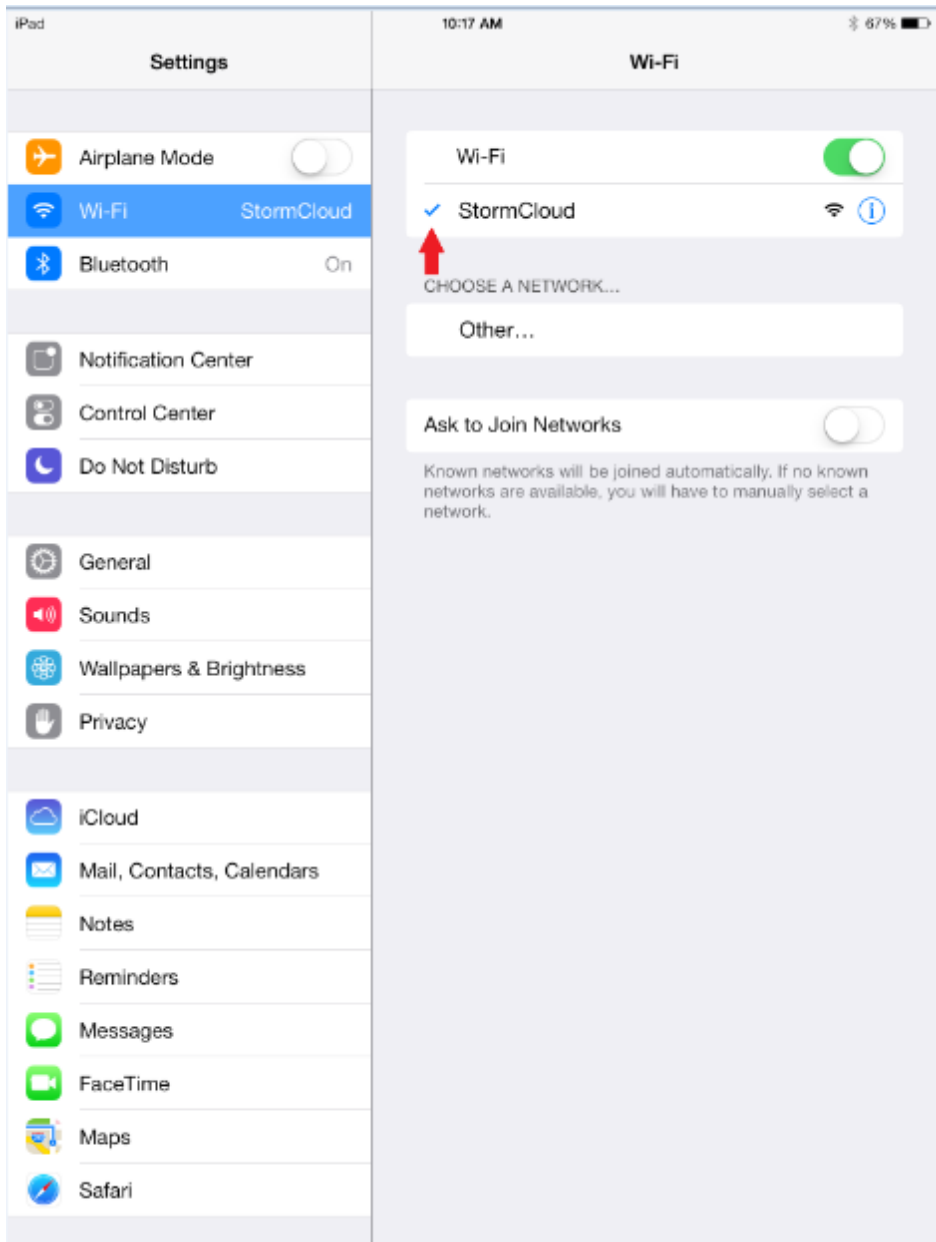 iPad
10:17 AM
67%
Settings
Airplane Mode
Wi-Fi StormCloud
Bluetooth On
Notification Center
Control Center
Do Not Disturb
General
Sounds
Wallpapers & Brightness
Privacy
iCloud
Mail, Contacts, Calendars
Notes
Reminders
Messages
FaceTime
Maps
Safari
Wi-Fi
Wi-Fi
StormCloud
CHOOSE A NETWORK...
Other...
Ask to Join Networks
Known networks will be joined automatically. If no known
networks are available, you will have to manually select a
network.